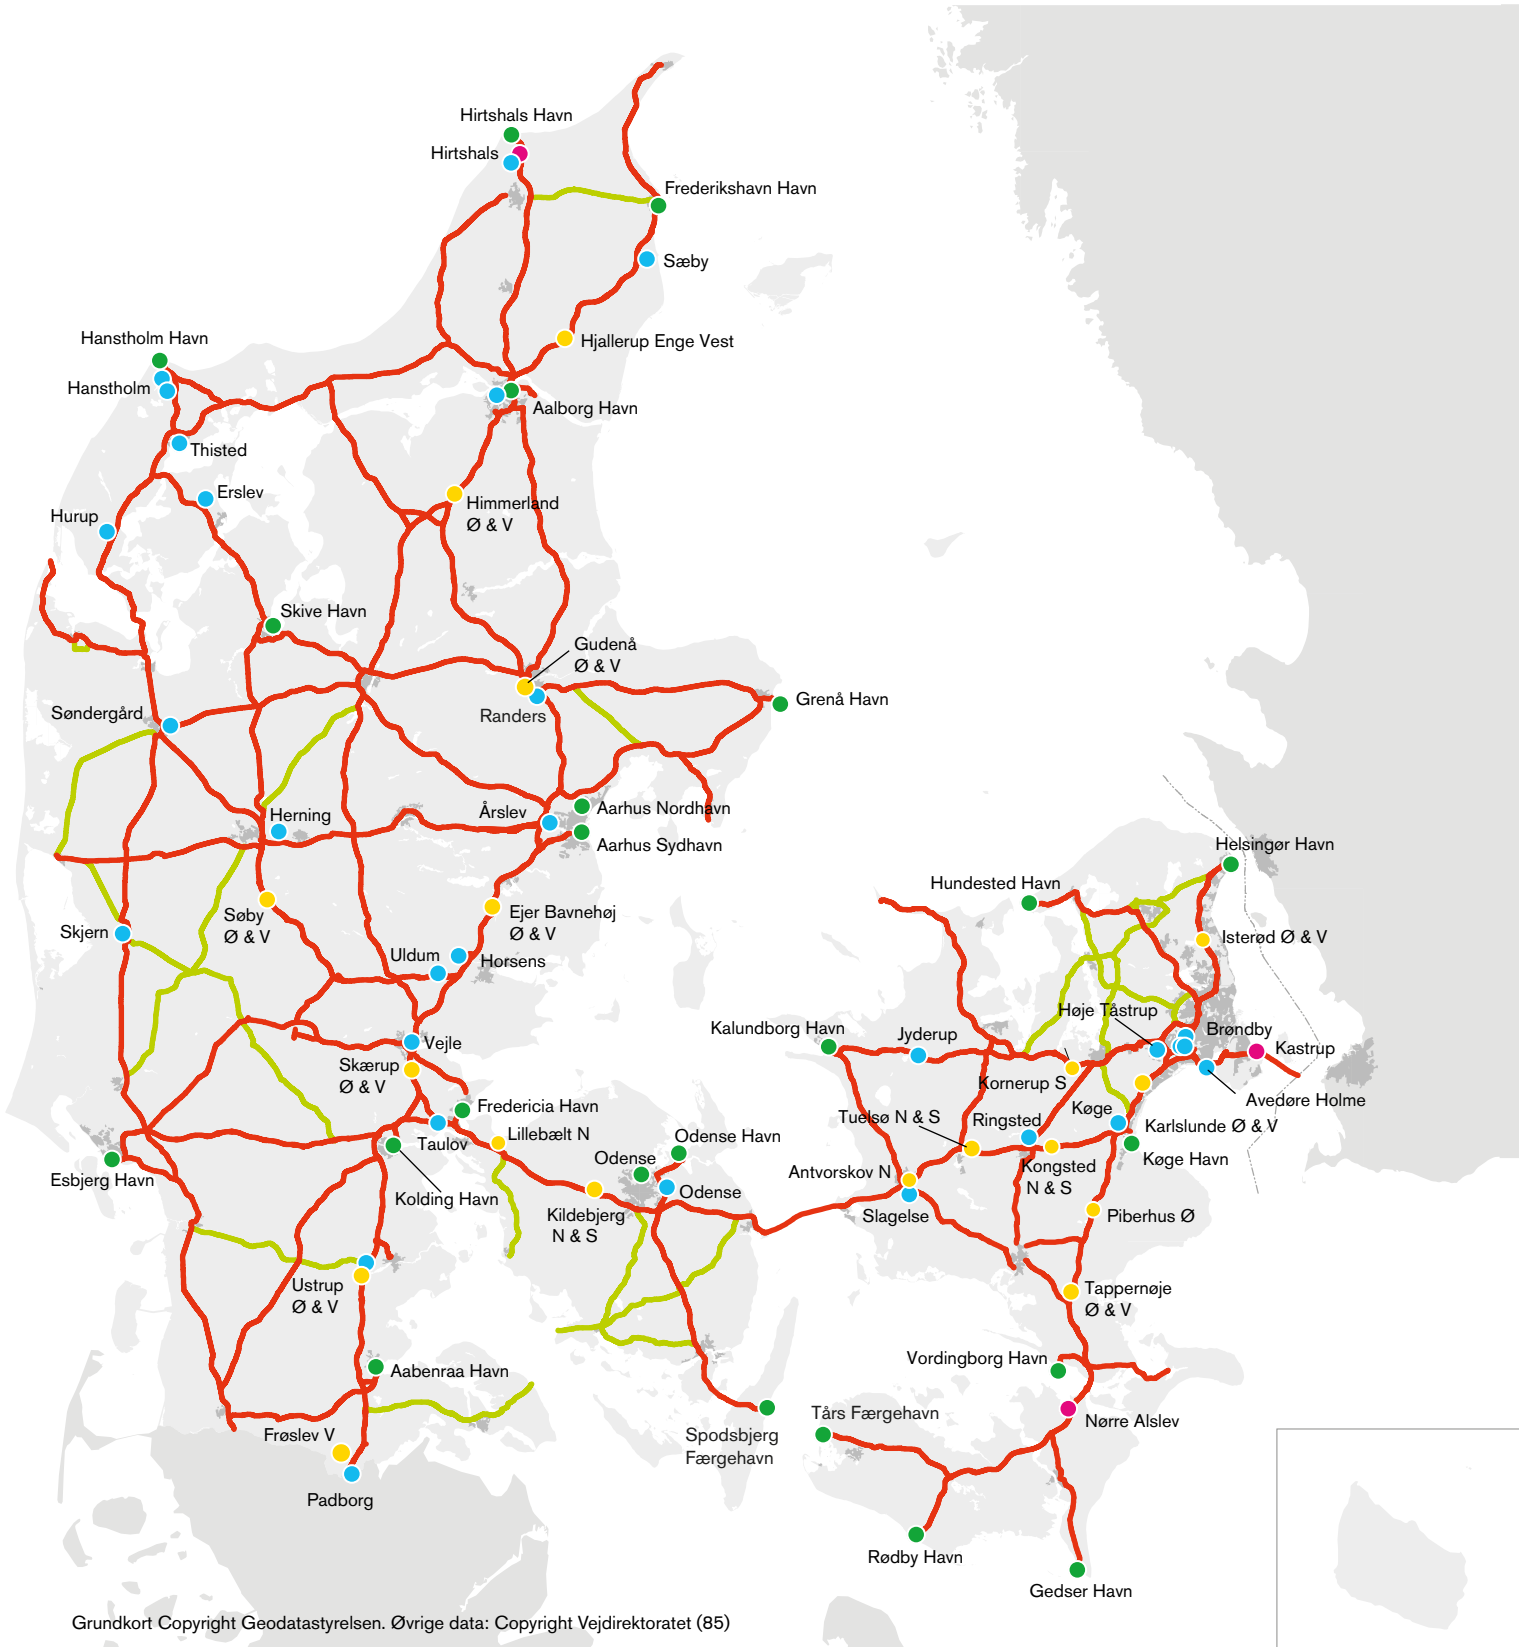 Hirtshals Havn
Hirtshals
Frederikshavn Havn
Sæby
Hjallerup Enge Vest
Hanstholm Havn
Hanstholm
Aalborg Havn
Thisted
Erslev
Himmerland
Ø & V
Hurup
Skive Havn
Gudenå
Ø & V
Grenå Havn
Søndergård
Randers
Aarhus Nordhavn
Årslev
Herning
Aarhus Sydhavn
Helsingør Havn
Hundested Havn
Ejer Bavnehøj
Ø & V
Søby
Ø & V
Skjern
Isterød Ø & V
Uldum
Horsens
Høje Tåstrup
Kalundborg Havn
Jyderup
Brøndby
Vejle
Kastrup
Skærup
Ø & V
Kornerup S
Avedøre Holme
Fredericia Havn
Køge
Tuelsø N & S
Ringsted
Karlslunde Ø & V
Lillebælt N
Taulov
Odense Havn
Køge Havn
Odense
Antvorskov N
Kongsted
N & S
Esbjerg Havn
Kolding Havn
Odense
Kildebjerg
N & S
Slagelse
Piberhus Ø
Ustrup
Ø & V
Tappernøje
Ø & V
Vordingborg Havn
Aabenraa Havn
Tårs Færgehavn
Nørre Alslev
Frøslev V
Spodsbjerg
Færgehavn
Padborg
Rødby Havn
Gedser Havn
Grundkort Copyright Geodatastyrelsen. Øvrige data: Copyright Vejdirektoratet (85)